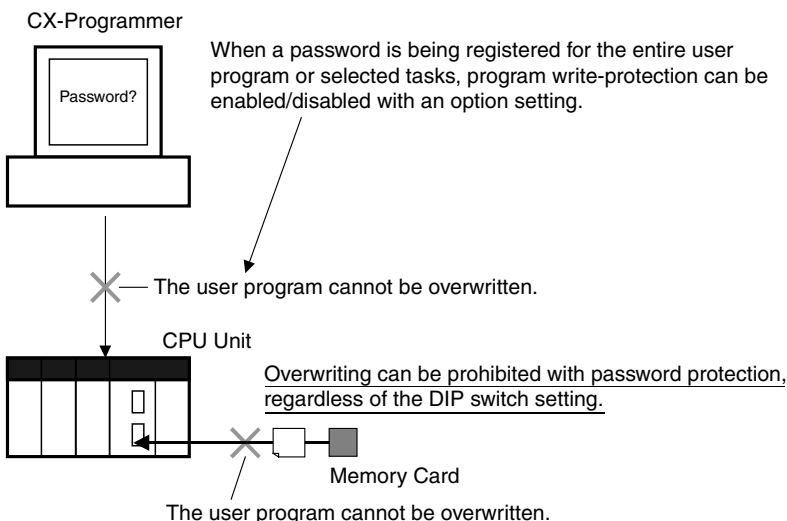 CX-Programmer
When a password is being registered for the entire user
program or selected tasks, program write-protection can be
enabled/disabled with an option setting.
Password?
The user program cannot be overwritten.
CPU Unit
Overwriting can be prohibited with password protection,
regardless of the DIP switch setting.
Memory Card
The user program cannot be overwritten.